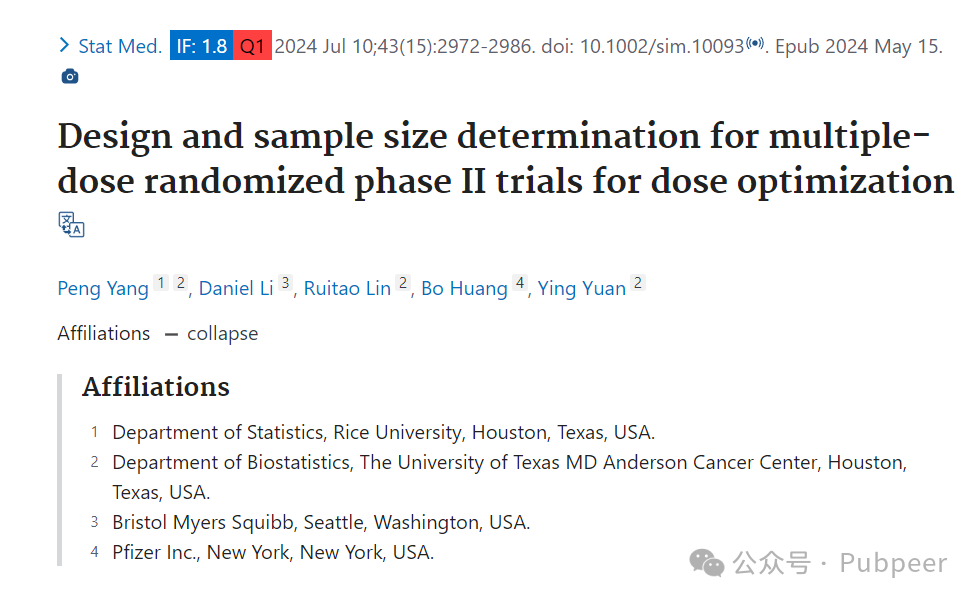 Stat Med. IF: 1.8 Q1 2024 Jul 10;43(15):2972-2986. doi: 10.1002/sim.10093. Epub 2024 May 15.
Design and sample size determination for multiple-
dose randomized phase II trials for dose optimization
文A
Peng Yang 1 2, Daniel Li 3, Ruitao Lin 2, Bo Huang 4, Ying Yuan 2
Affiliations — collapse
Affiliations
1 Department of Statistics, Rice University, Houston, Texas, USA.
2 Department of Biostatistics, The University of Texas MD Anderson Cancer Center, Houston,
Texas, USA.
3 Bristol Myers Squibb, Seattle, Washington, USA.
4 Pfizer Inc., New York, New York, USA.
公众号 · Pubpeer